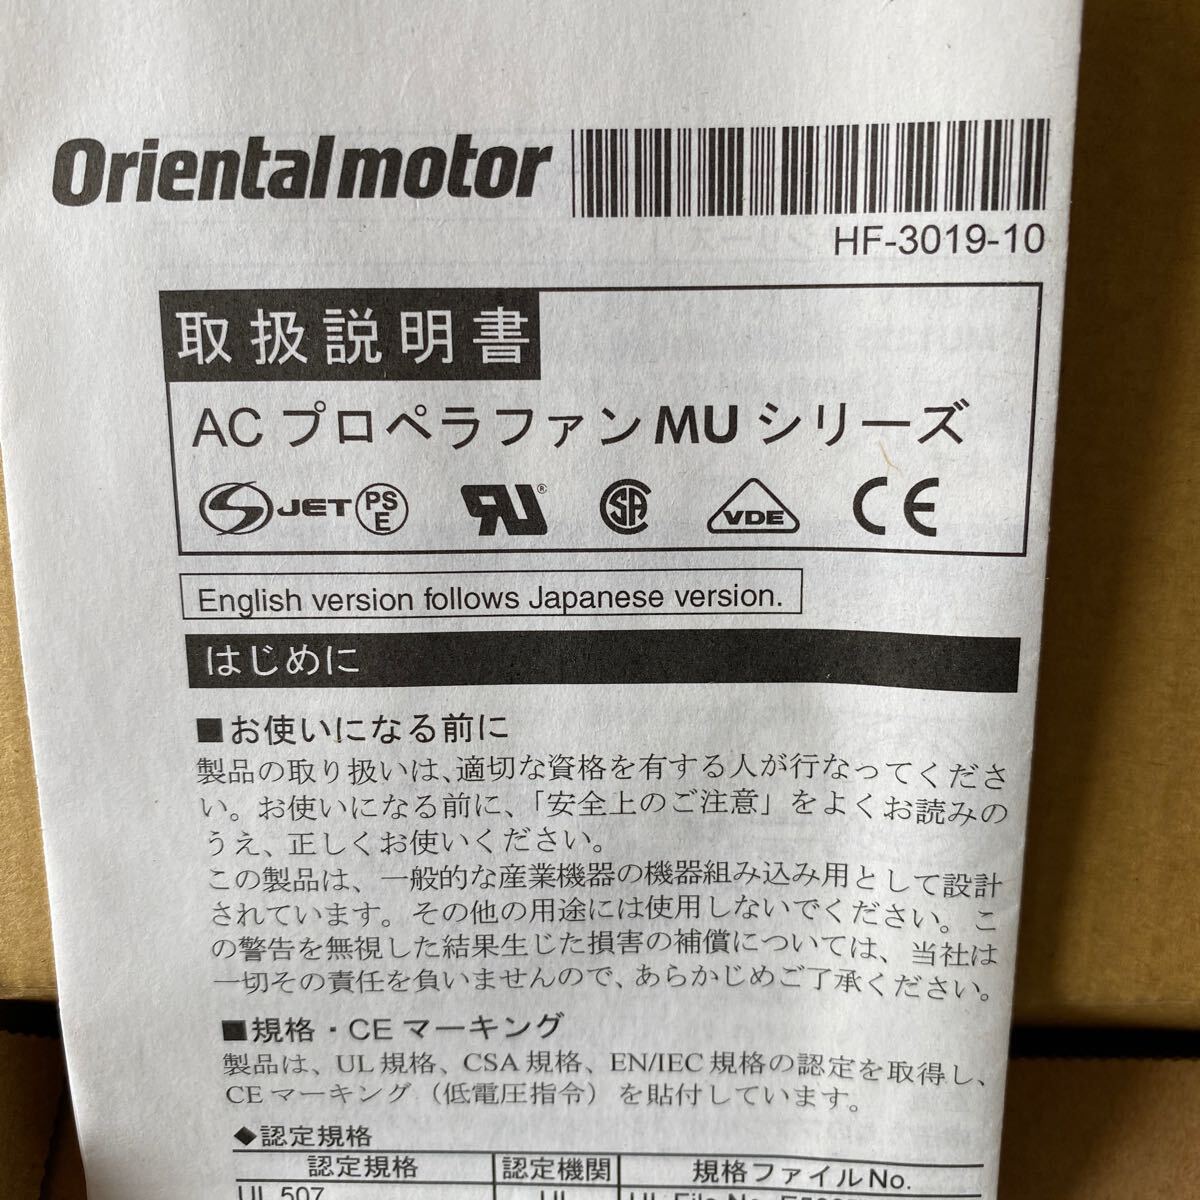 Orientalmotor
HF-3019-10
取扱説明書
AC プロペラファン MU シリーズ
S JET PS E RU ® SA VDE CE
English version follows Japanese version.
はじめに
■お使いになる前に
製品の取り扱いは、適切な資格を有する人が行なってくださ
い。お使いになる前に、「安全上のご注意」をよくお読みの
うえ、正しくお使いください。
この製品は、一般的な産業機器の機器組み込み用として設計
されています。その他の用途には使用しないでください。こ
の警告を無視した結果生じた損害の補償については、当社は
一切その責任を負いませんので、あらかじめご了承ください。
■規格・CE マーキング
製品は、UL 規格、CSA 規格、EN/IEC 規格の認定を取得し、
CE マーキング（低電圧指令）を貼付しています。
◆認定規格
認定規格 認定機関 規格ファイル No.
UL 507 UL UL File No.